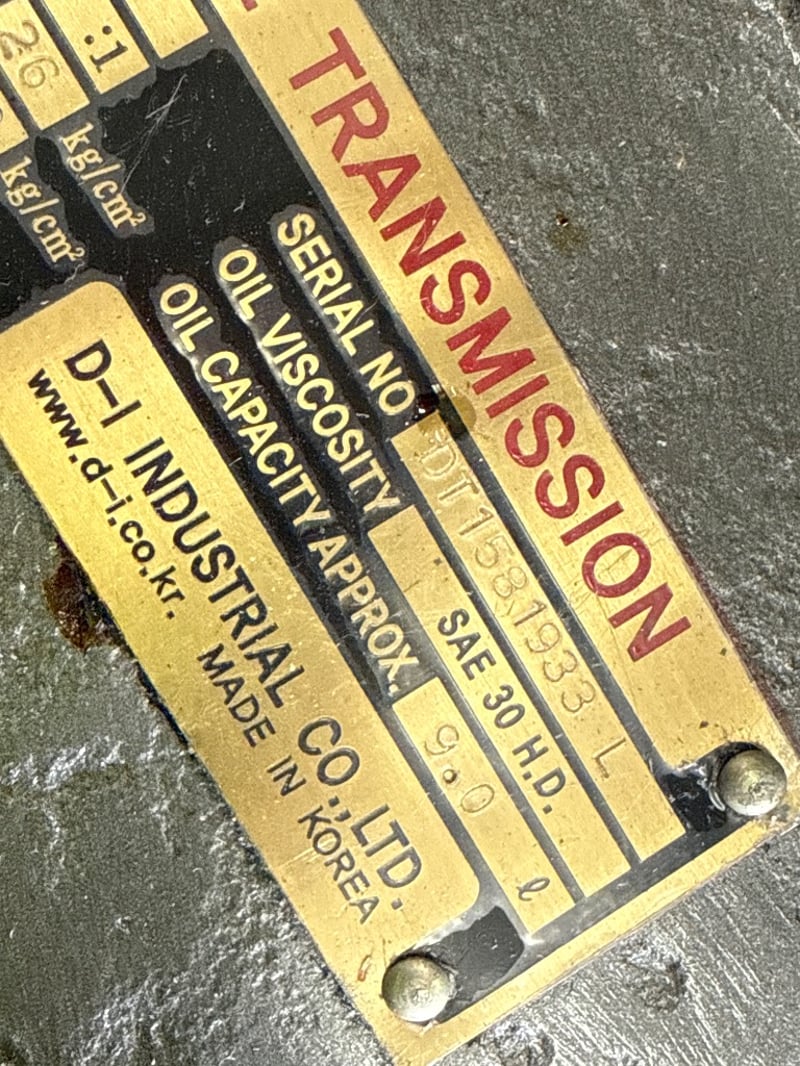 TRANSMISSION
26 :1
kg/cm²
kg/cm²
SERIAL NO. DT1581933 L
OIL VISCOSITY SAE 30 H.D.
OIL CAPACITY APPROX. 9.0 ℓ
D-I INDUSTRIAL CO.,LTD.
www.d-i.co.kr. MADE IN KOREA